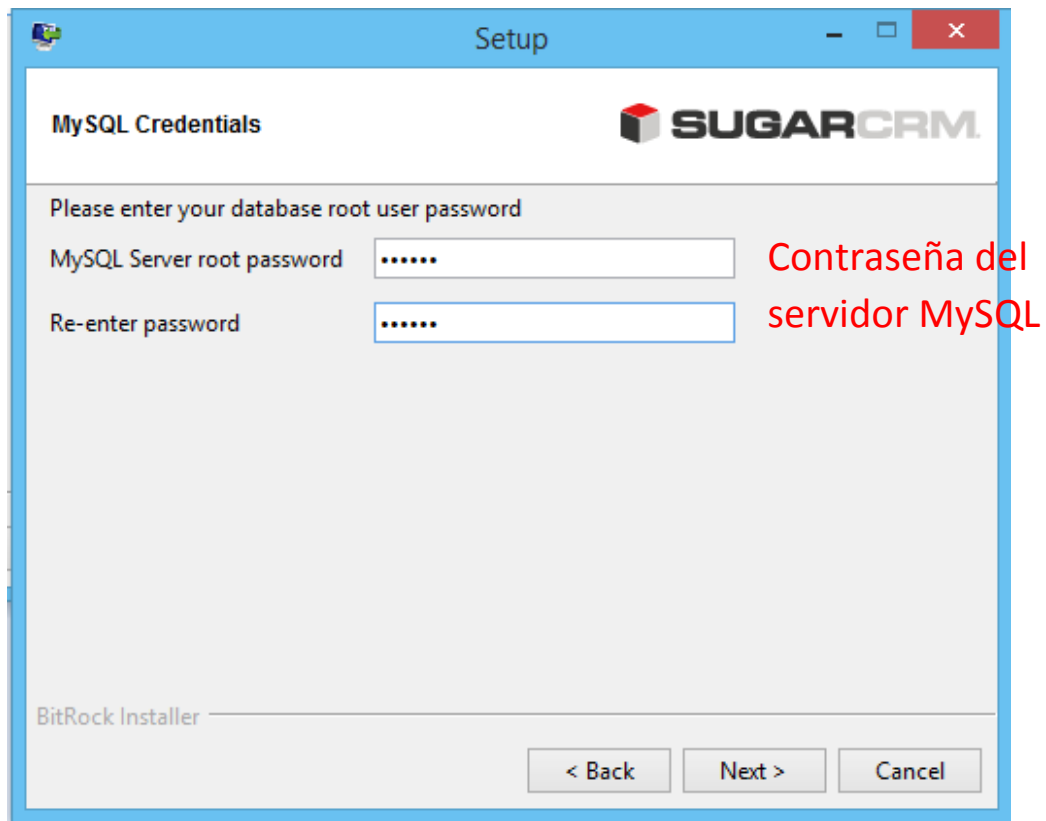 Setup
MySQL Credentials
SUGARCRM.
Please enter your database root user password
MySQL Server root password ••••••
Contraseña del
servidor MySQL
Re-enter password ••••••
BitRock Installer
< Back Next > Cancel